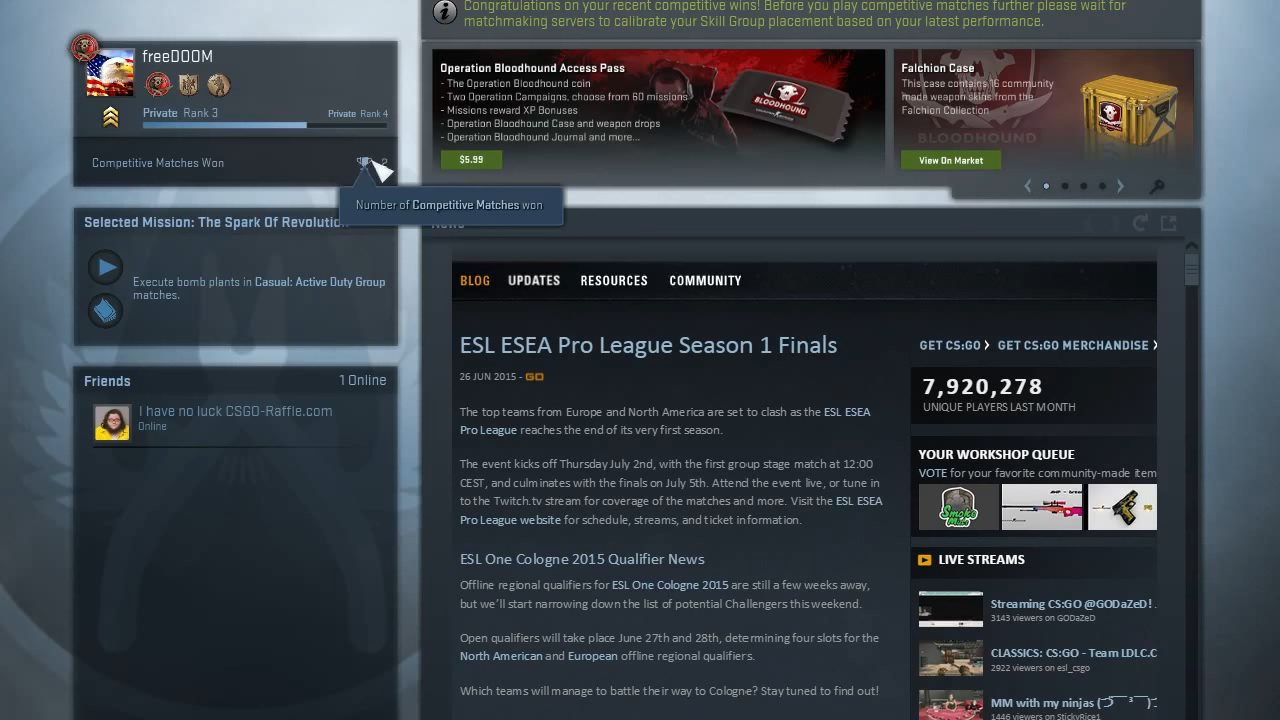 Congratulations on your recent competitive wins! Before you play competitive matches further please wait for
matchmaking servers to calibrate your Skill Group placement based on your latest performance.
freeDOOM
Private Rank 3
Private Rank 4
Competitive Matches Won
2
Number of Competitive Matches won
Selected Mission: The Spark Of Revolution
Execute bomb plants in Casual: Active Duty Group
matches.
Friends
1 Online
I have no luck CSGO-Raffle.com
Online
Operation Bloodhound Access Pass
- The Operation Bloodhound coin
- Two Operation Campaigns, choose from 60 missions
- Missions reward XP Bonuses
- Operation Bloodhound Case and weapon drops
- Operation Bloodhound Journal and more...
$5.99
BLOODHOUND
Falchion Case
This case contains 16 community
made weapon skins from the
Falchion Collection
BLOODHOUND
View On Market
News
BLOG
UPDATES
RESOURCES
COMMUNITY
ESL ESEA Pro League Season 1 Finals
26 JUN 2015 - GO
The top teams from Europe and North America are set to clash as the ESL ESEA
Pro League reaches the end of its very first season.
The event kicks off Thursday July 2nd, with the first group stage match at 12:00
CEST, and culminates with the finals on July 5th. Attend the event live, or tune in
to the Twitch.tv stream for coverage of the matches and more. Visit the ESL ESEA
Pro League website for schedule, streams, and ticket information.
ESL One Cologne 2015 Qualifier News
Offline regional qualifiers for ESL One Cologne 2015 are still a few weeks away,
but we'll start narrowing down the list of potential Challengers this weekend.
Open qualifiers will take place June 27th and 28th, determining four slots for the
North American and European offline regional qualifiers.
Which teams will manage to battle their way to Cologne? Stay tuned to find out!
GET CS:GO
GET CS:GO MERCHANDISE
7,920,278
UNIQUE PLAYERS LAST MONTH
YOUR WORKSHOP QUEUE
VOTE for your favorite community-made item
LIVE STREAMS
Streaming CS:GO @GODaZeD! .
3143 viewers on GODaZeD
CLASSICS: CS:GO - Team LDLC.C
2922 viewers on esl_csgo
MM with my ninjas
1446 viewers on StickyRice1